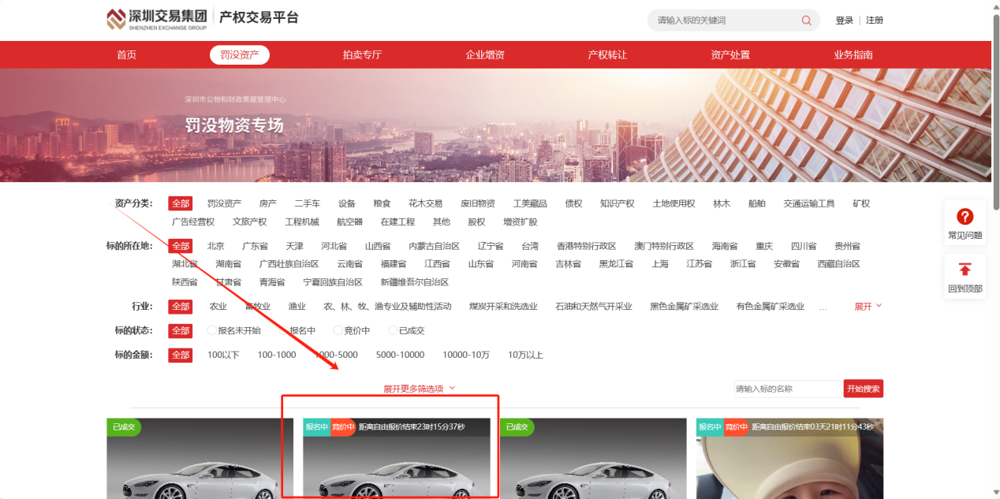 深圳交易集团 产权交易平台
SHENZHEN EXCHANGE GROUP
请输入标的关键词
登录 | 注册
首页 罚没资产 拍卖专厅 企业增资 产权转让 资产处置 业务指南
深圳市公物和财政票据管理中心
罚没物资专场
资产分类: 全部 罚没资产 房产 二手车 设备 粮食 花木交易 废旧物资 工美藏品 债权 知识产权 土地使用权 林木 船舶 交通运输工具 矿权
广告经营权 文旅产权 工程机械 航空器 在建工程 其他 股权 增资扩股
标的所在地: 全部 北京 广东省 天津 河北省 山西省 内蒙古自治区 辽宁省 台湾 香港特别行政区 澳门特别行政区 海南省 重庆 四川省 贵州省
湖北省 湖南省 广西壮族自治区 云南省 福建省 江西省 山东省 河南省 吉林省 黑龙江省 上海 江苏省 浙江省 安徽省 西藏自治区
陕西省 甘肃省 青海省 宁夏回族自治区 新疆维吾尔自治区
行业: 全部 农业 畜牧业 渔业 农、林、牧、渔专业及辅助性活动 煤炭开采和洗选业 石油和天然气开采业 黑色金属矿采选业 有色金属矿采选业 ... 展开
标的状态: 全部 报名未开始 报名中 竞价中 已成交
标的金额: 全部 100以下 100-1000 1000-5000 5000-10000 10000-10万 10万以上
展开更多筛选项
请输入标的名称 开始搜索
已成交
报名中 竞价中 距离自由报价结束23时15分37秒
已成交
报名中 竞价中 距离自由报价结束03天21时11分43秒
常见问题
回到顶部